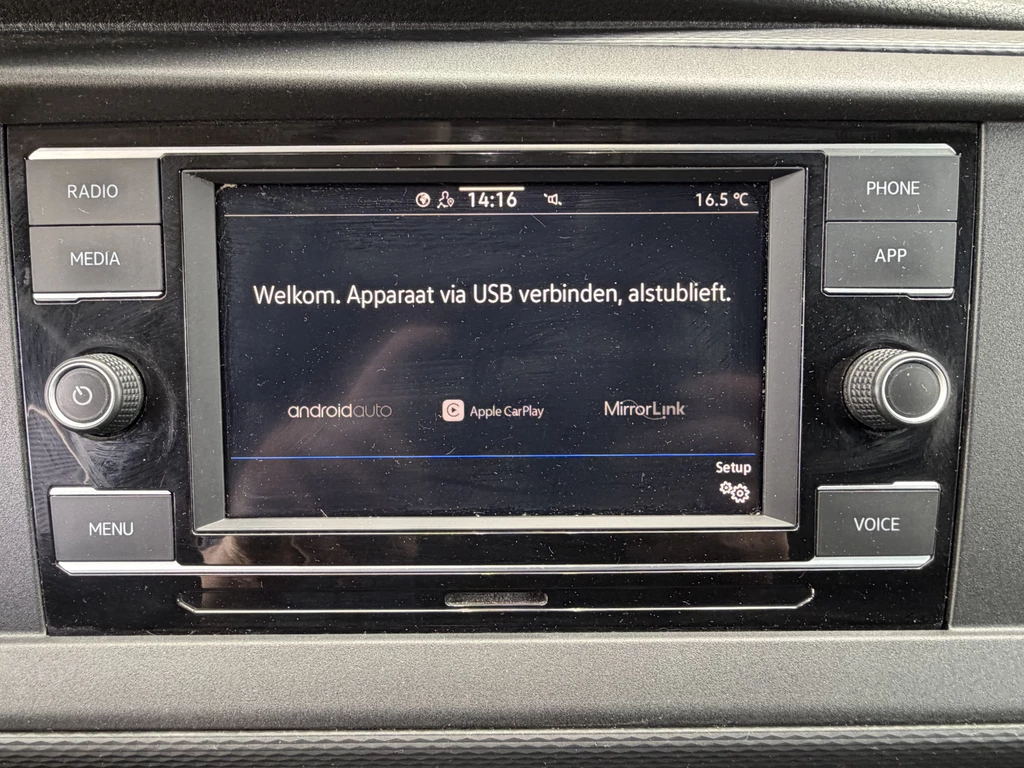 RADIO
MEDIA
MENU
14:16
16.5 °C
Welkom. Apparaat via USB verbinden, alstublieft.
androidauto
Apple CarPlay
MirrorLink
Setup
PHONE
APP
VOICE